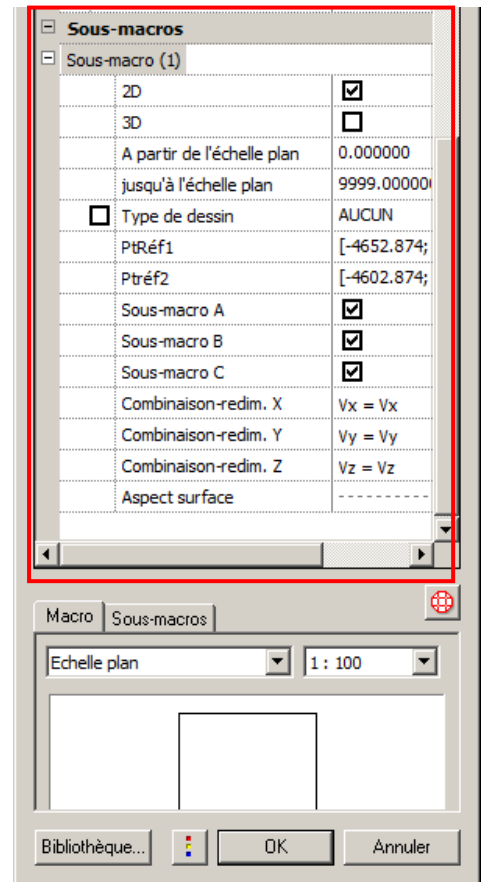 Sous-macros
Sous-macro (1)
2D
3D
A partir de l'échelle plan 0.000000
jusqu'à l'échelle plan 9999.00000
Type de dessin AUCUN
PtRéf1 [-4652.874;
Ptréf2 [-4602.874;
Sous-macro A
Sous-macro B
Sous-macro C
Combinaison-redim. X Vx = Vx
Combinaison-redim. Y Vy = Vy
Combinaison-redim. Z Vz = Vz
Aspect surface ----------
Macro Sous-macros
Echelle plan 1 : 100
Bibliothèque... OK Annuler